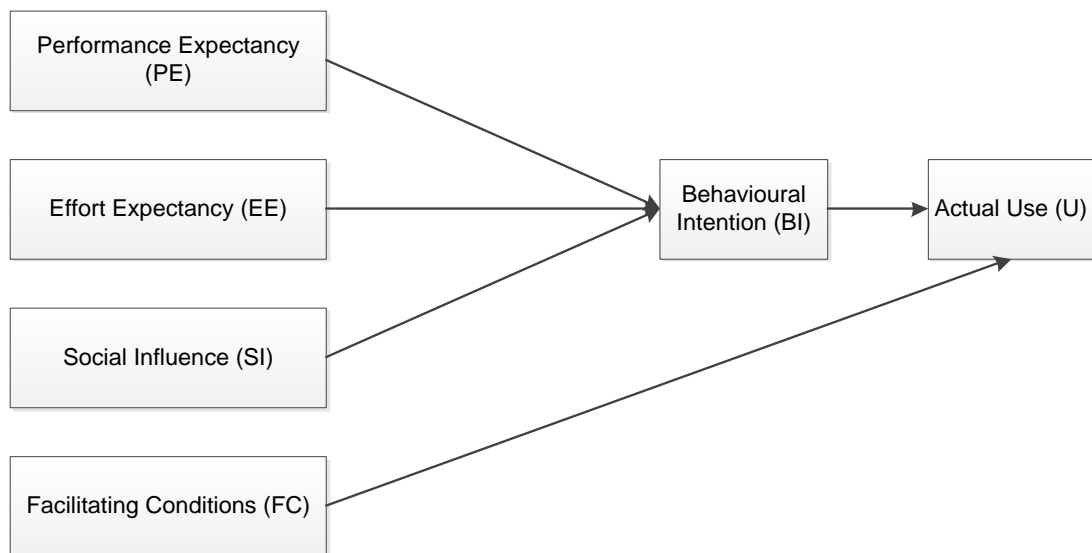 Performance Expectancy
(PE)
Effort Expectancy (EE)
Social Influence (SI)
Facilitating Conditions (FC)
Behavioural
Intention (BI)
Actual Use (U)